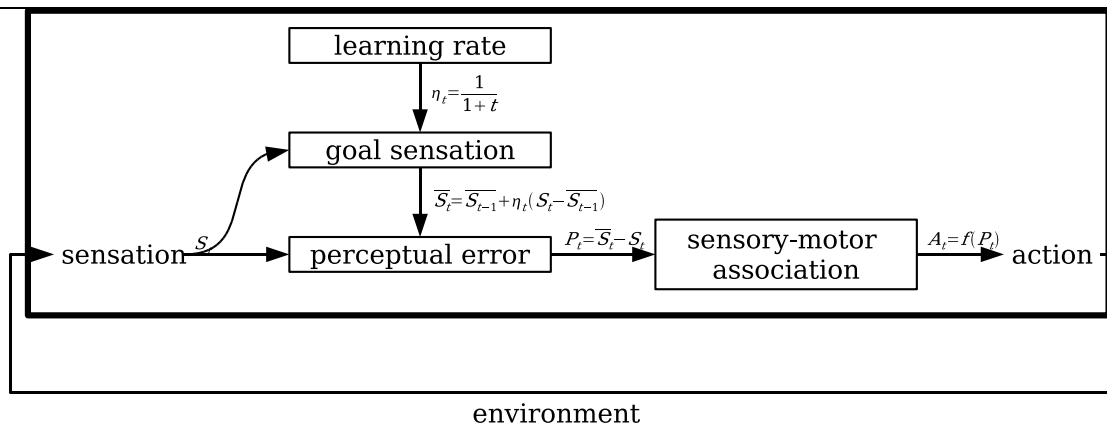 learning rate
η_t=1/(1+t)
goal sensation
S̅_t=S̅_{t-1}+η_t(S_t-S̅_{t-1})
sensation
S_t
perceptual error
P_t=S̅_t-S_t
sensory-motor
association
A_t=f(P_t)
action
environment